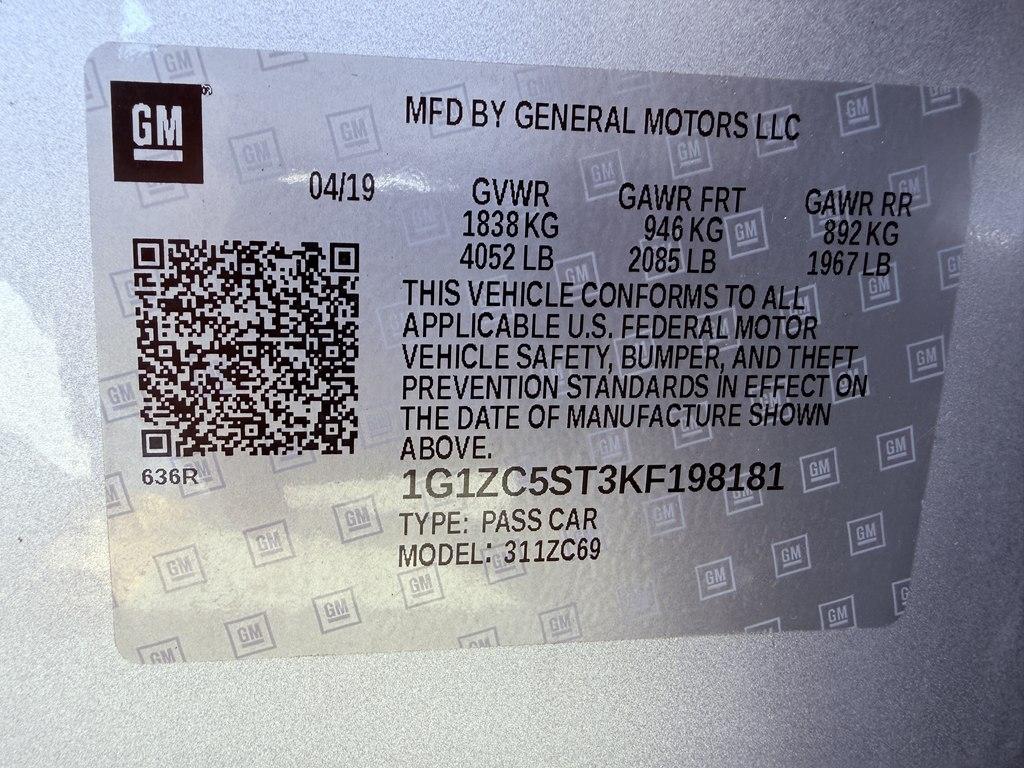 GM
MFD BY GENERAL MOTORS LLC
04/19
GVWR GAWR FRT GAWR RR
1838 KG 946 KG 892 KG
4052 LB 2085 LB 1967 LB
THIS VEHICLE CONFORMS TO ALL
APPLICABLE U.S. FEDERAL MOTOR
VEHICLE SAFETY, BUMPER, AND THEFT
PREVENTION STANDARDS IN EFFECT ON
THE DATE OF MANUFACTURE SHOWN
ABOVE.
636R
1G1ZC5ST3KF198181
TYPE: PASS CAR
MODEL: 311ZC69